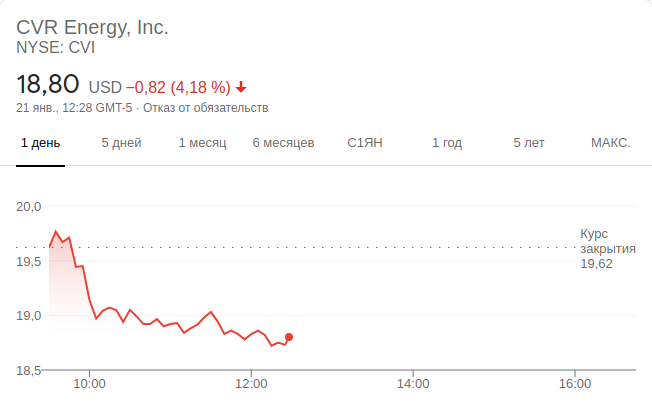 CVR Energy, Inc.
NYSE: CVI
18,80 USD −0,82 (4,18 %)
21 янв., 12:28 GMT-5 · Отказ от обязательств
1 день 5 дней 1 месяц 6 месяцев С1ЯН 1 год 5 лет МАКС.
20,0
Курс
закрытия
19,62
19,5
19,0
18,5
10:00 12:00 14:00 16:00